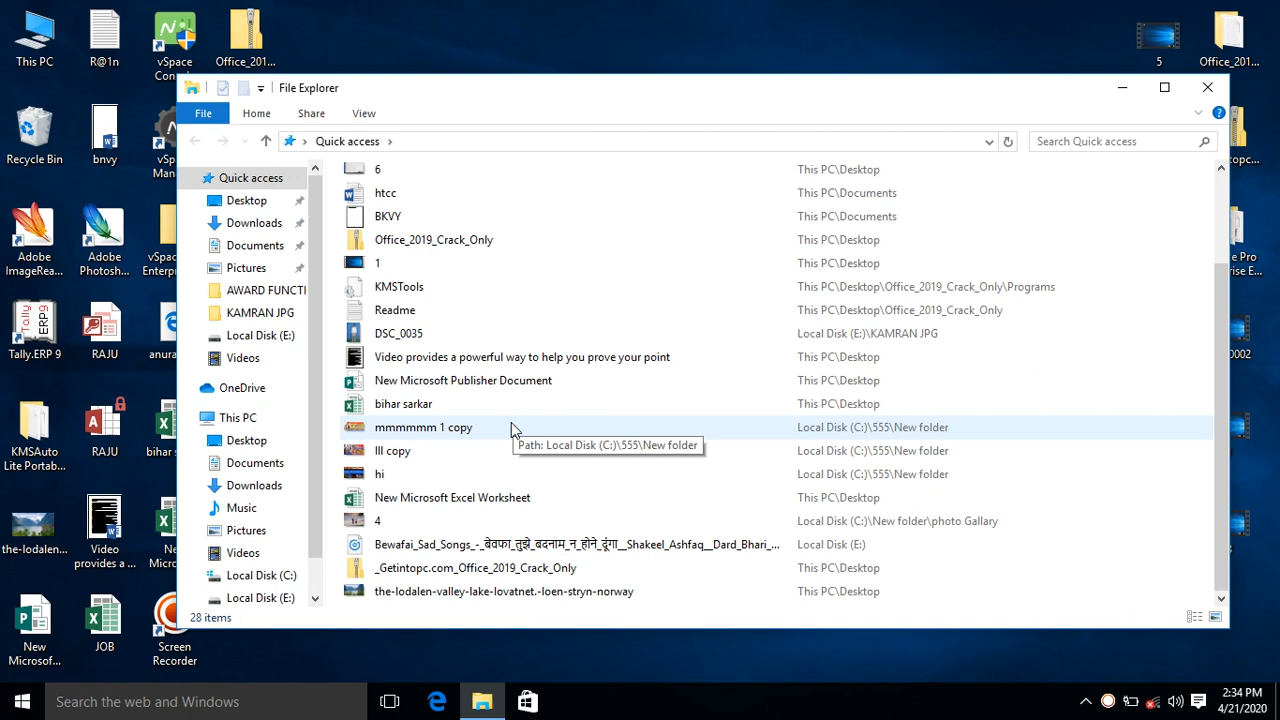 This PC
R@1n
vSpace
Con...
Office_201...
5
Office_201...
File Explorer
File
Home
Share
View
Quick access
Search Quick access
Recycle Bin
bnvy
vSp
Man
Adobe
ImageRea...
Adobe
Photosh...
vSpa
Enterp
Tally.ERP 9
RAJU
anura
KMSAuto
Lite Portab...
RAJU
bihar s
the-lodalen...
Video
provides a ...
Ne
Micros
New
Microsof...
JOB
Screen
Recorder
Quick access
Desktop
Downloads
Documents
Pictures
AWARD FUNCTI
KAMRAN JPG
Local Disk (E:)
Videos
OneDrive
This PC
Desktop
Documents
Downloads
Music
Pictures
Videos
Local Disk (C:)
Local Disk (E:)
6 This PC\Desktop
htcc This PC\Documents
BKVY This PC\Documents
Office_2019_Crack_Only This PC\Desktop
1 This PC\Desktop
KMSTools This PC\Desktop\Office_2019_Crack_Only\Programs
Readme This PC\Desktop\Office_2019_Crack_Only
DSC_0035 Local Disk (E:)\KAMRAN JPG
Video provides a powerful way to help you prove your point This PC\Desktop
New Microsoft Publisher Document This PC\Desktop
bihar sarkar This PC\Desktop
mmmmmm 1 copy Local Disk (C:)\555\New folder
Path: Local Disk (C:)\555\New folder
lll copy Local Disk (C:)\555\New folder
hi Local Disk (C:)\555\New folder
New Microsoft Excel Worksheet This PC\Desktop
4 Local Disk (C:)\New folder\photo Gallary
Bewafai_Sad_Songs_-_बेवफा_तुझे_बदनाम_न_होने_दूंगा__Shakeel_Ashfaq__Dard_Bhari_... Local Disk (E:)
_Getintopc.com_Office_2019_Crack_Only This PC\Desktop
the-lodalen-valley-lake-lovatnet.-loen-stryn-norway This PC\Desktop
28 items
topc...
e Pro
ise E...
0002
Search the web and Windows
2:34 PM
4/21/2020